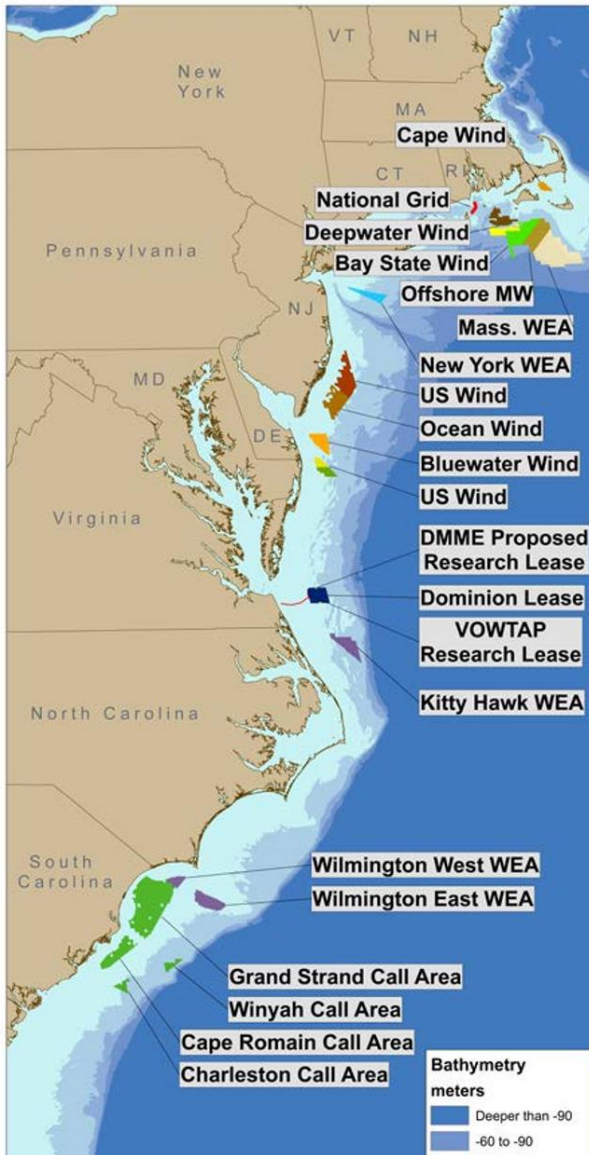 VT
NH
New
York
MA
Cape Wind
CT
RI
National Grid
Deepwater Wind
Pennsylvania
Bay State Wind
Offshore MW
NJ
Mass. WEA
New York WEA
MD
US Wind
DE
Ocean Wind
Bluewater Wind
US Wind
Virginia
DMME Proposed
Research Lease
Dominion Lease
VOWTAP
Research Lease
Kitty Hawk WEA
North Carolina
South
Carolina
Wilmington West WEA
Wilmington East WEA
Grand Strand Call Area
Winyah Call Area
Cape Romain Call Area
Charleston Call Area
Bathymetry
meters
Deeper than -90
-60 to -90